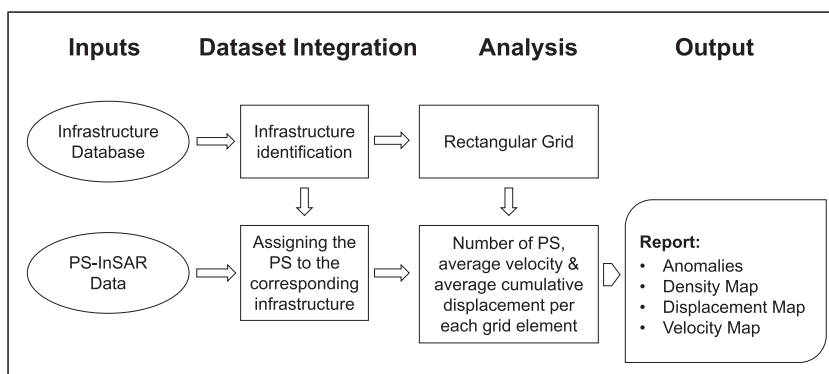 Inputs
Dataset Integration
Analysis
Output
Infrastructure
Database
Infrastructure
identification
Rectangular Grid
PS-InSAR
Data
Assigning the
PS to the
corresponding
infrastructure
Number of PS,
average velocity &
average cumulative
displacement per
each grid element
Report:
• Anomalies
• Density Map
• Displacement Map
• Velocity Map